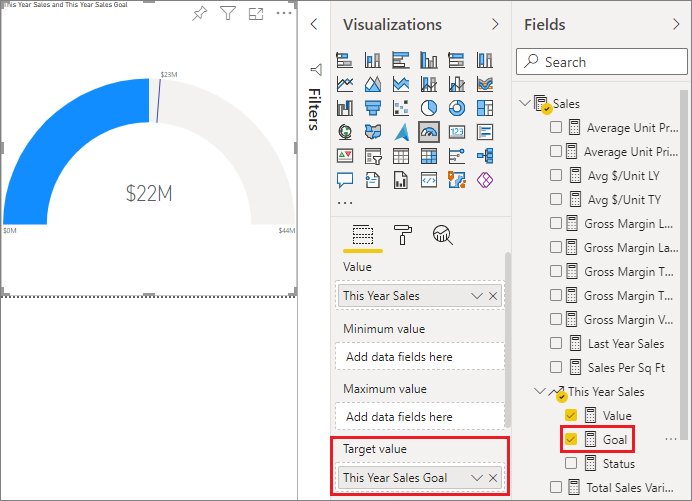 This Year Sales and This Year Sales Goal
$23M
$22M
$0M
$44M
Filters
Visualizations
123
Value
This Year Sales
Minimum value
Add data fields here
Maximum value
Add data fields here
Target value
This Year Sales Goal
Fields
Search
Sales
Average Unit Pr...
Average Unit Pri...
Avg $/Unit LY
Avg $/Unit TY
Gross Margin L...
Gross Margin La...
Gross Margin T...
Gross Margin T...
Gross Margin V...
Last Year Sales
Sales Per Sq Ft
This Year Sales
Value
Goal
Status
Total Sales Vari...